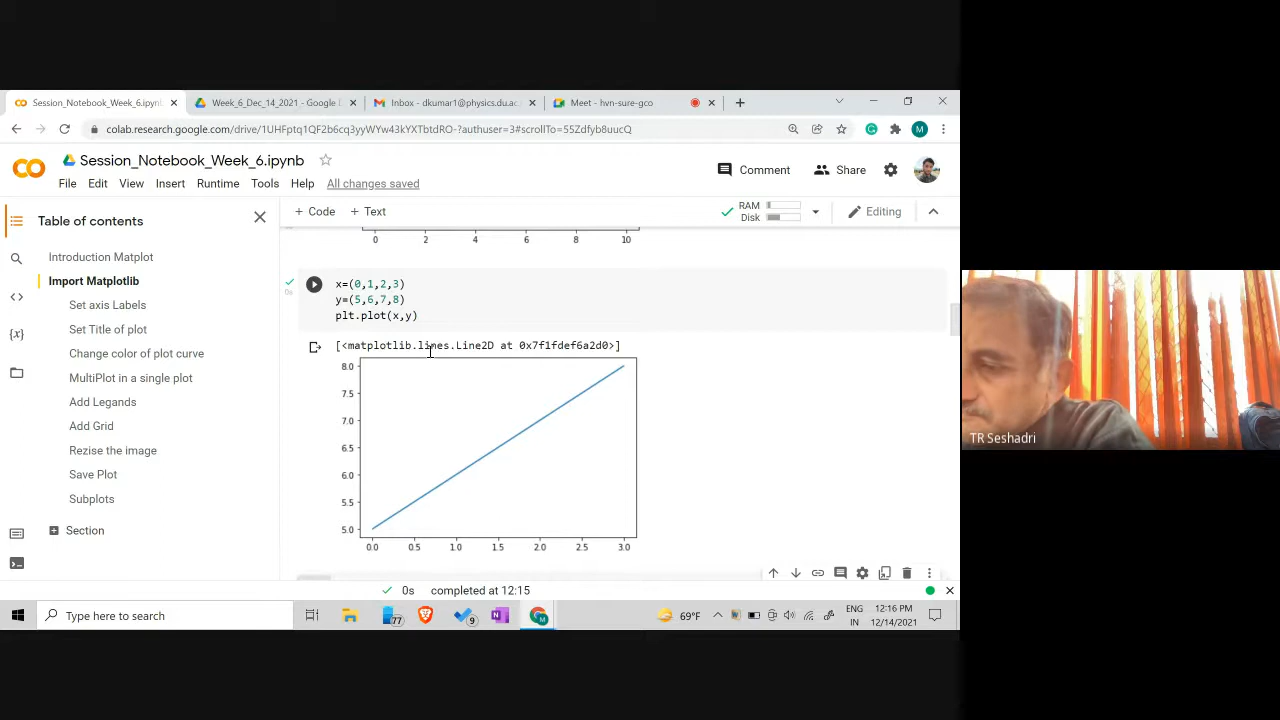 Session_Notebook_Week_6.ipynb
Week_6_Dec_14_2021 - Google D
Inbox - dkumar1@physics.du.ac.
Meet - hvn-sure-gco
colab.research.google.com/drive/1UHFptq1QF2b6cq3yyWYw43kYXTbtdRO-?authuser=3#scrollTo=55Zdfyb8uucQ
M
CO
Session_Notebook_Week_6.ipynb
Comment
Share
File Edit View Insert Runtime Tools Help All changes saved
Table of contents
+ Code + Text
RAM
Disk
Editing
Introduction Matplot
Import Matplotlib
Set axis Labels
Set Title of plot
Change color of plot curve
MultiPlot in a single plot
Add Legands
Add Grid
Rezise the image
Save Plot
Subplots
Section
0 2 4 6 8 10
0s
x=(0,1,2,3)
y=(5,6,7,8)
plt.plot(x,y)
[<matplotlib.lines.Line2D at 0x7f1fdef6a2d0>]
8.0
7.5
7.0
6.5
6.0
5.5
5.0
0.0 0.5 1.0 1.5 2.0 2.5 3.0
0s completed at 12:15
Type here to search
77
9
69°F
ENG
IN
12:16 PM
12/14/2021
TR Seshadri